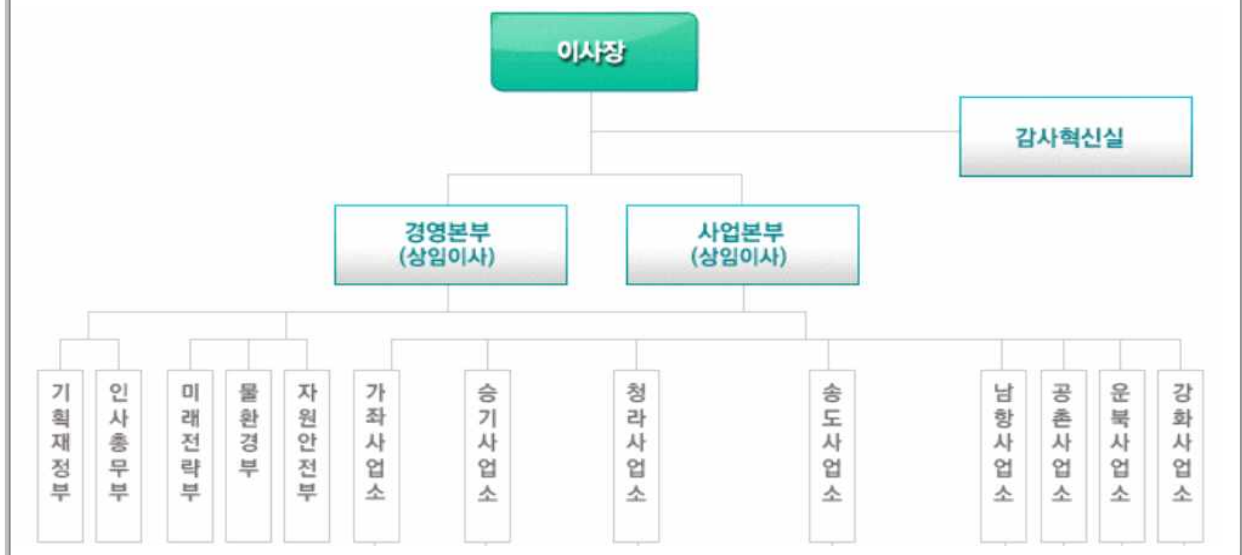 이사장
감사혁신실
경영본부
(상임이사)
사업본부
(상임이사)
기획재정부
인사총무부
미래전략부
물환경부
자원안전부
가좌사업소
승기사업소
청라사업소
송도사업소
남항사업소
공촌사업소
운북사업소
강화사업소